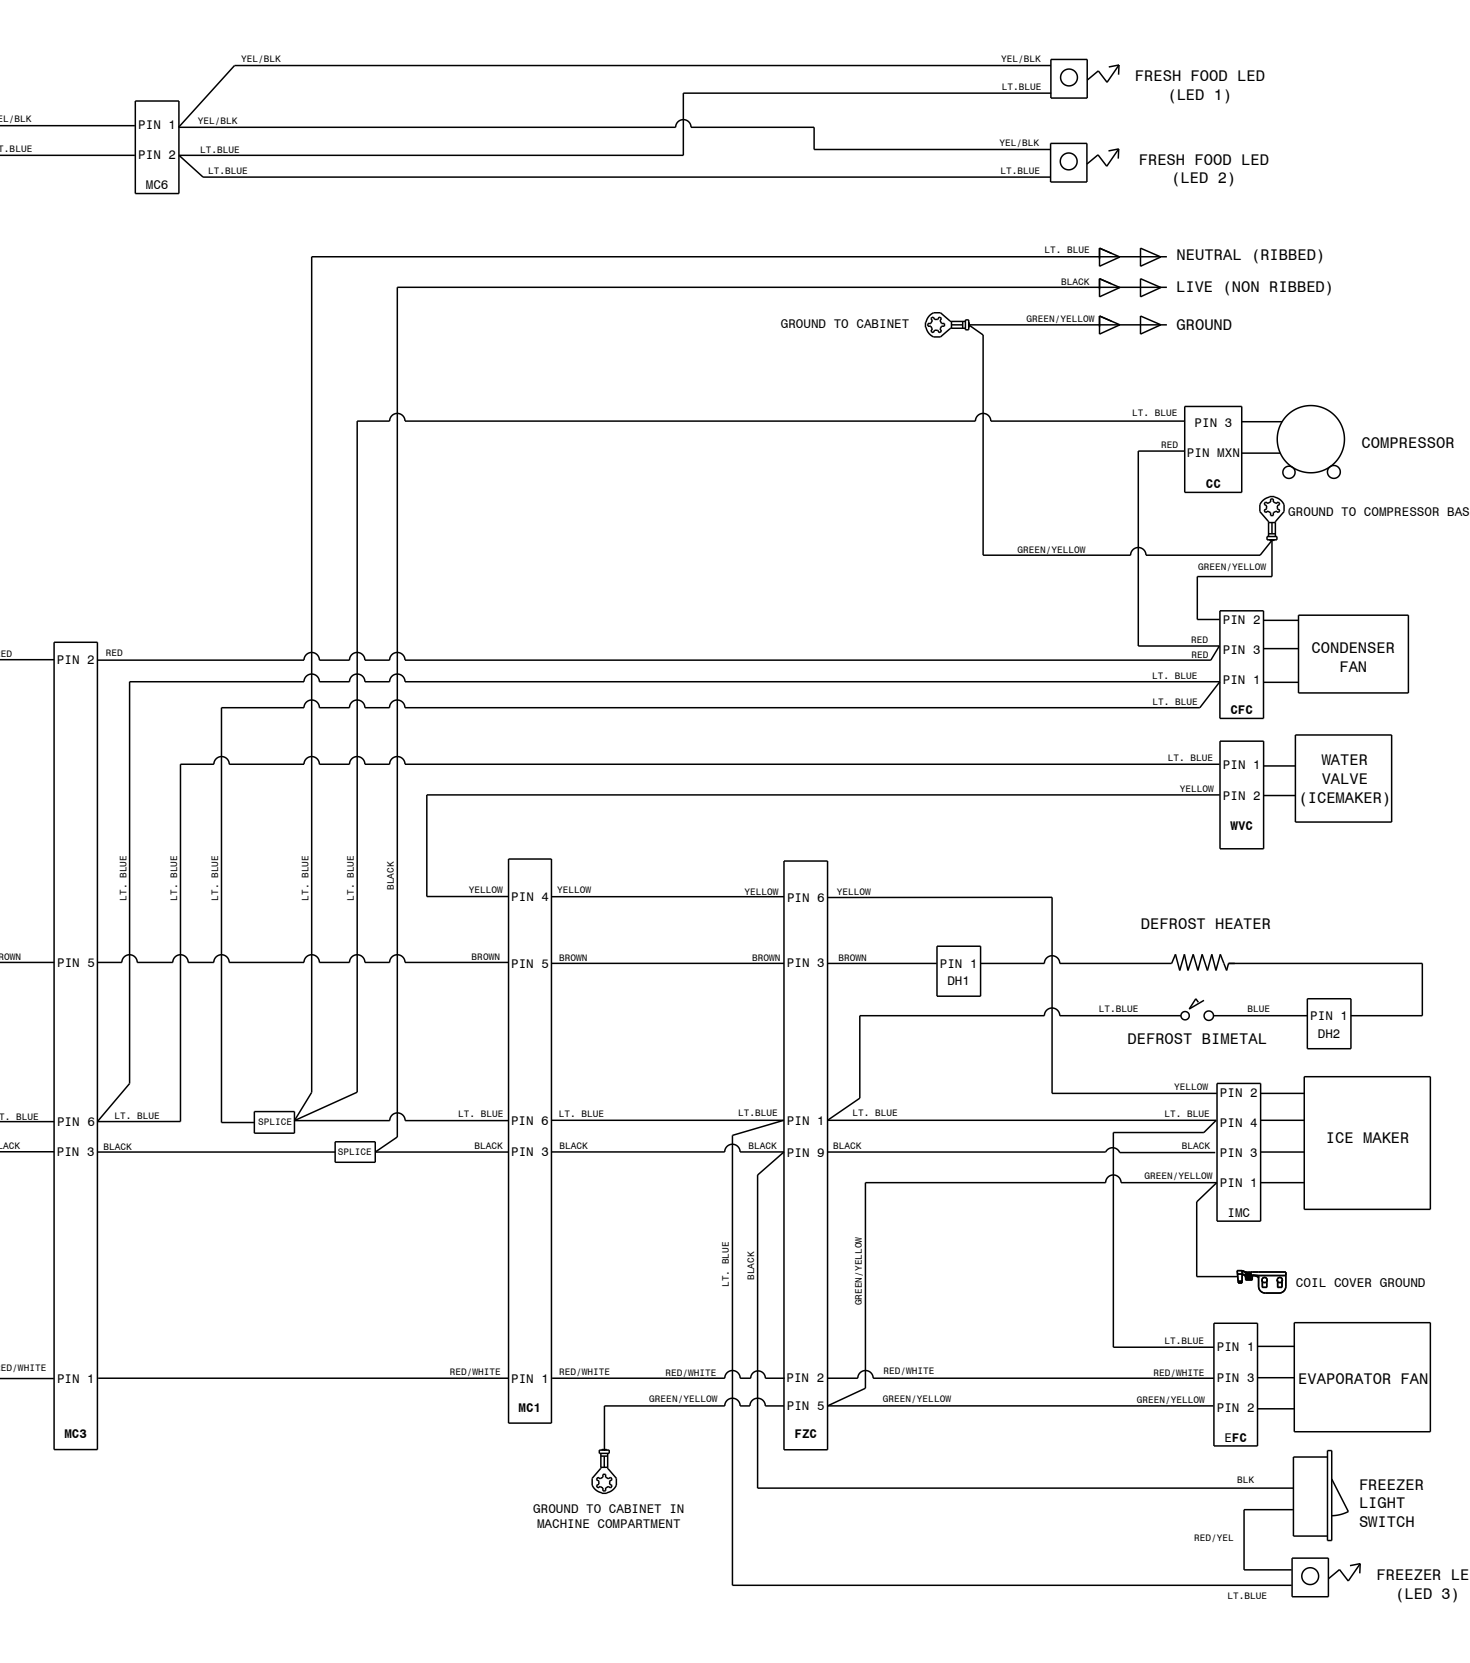 YEL/BLK
YEL/BLK
FRESH FOOD LED
(LED 1)
LT.BLUE
EL/BLK
PIN 1
YEL/BLK
YEL/BLK
T.BLUE
PIN 2
LT.BLUE
LT.BLUE
LT.BLUE
FRESH FOOD LED
(LED 2)
MC6
LT. BLUE
NEUTRAL (RIBBED)
BLACK
LIVE (NON RIBBED)
GROUND TO CABINET
GREEN/YELLOW
GROUND
LT. BLUE
PIN 3
RED
PIN MXN
CC
COMPRESSOR
GROUND TO COMPRESSOR BAS
GREEN/YELLOW
GREEN/YELLOW
PIN 2
RED
PIN 3
RED
LT. BLUE
PIN 1
LT. BLUE
CFC
CONDENSER
FAN
ED
PIN 2
RED
LT. BLUE
PIN 1
YELLOW
PIN 2
WVC
WATER
VALVE
(ICEMAKER)
LT. BLUE
LT. BLUE
LT. BLUE
LT. BLUE
LT. BLUE
BLACK
YELLOW
PIN 4
YELLOW
YELLOW
PIN 6
YELLOW
DEFROST HEATER
ROWN
PIN 5
BROWN
PIN 5
BROWN
BROWN
PIN 3
BROWN
PIN 1
DH1
LT.BLUE
BLUE
PIN 1
DH2
DEFROST BIMETAL
YELLOW
PIN 2
T. BLUE
PIN 6
LT. BLUE
SPLICE
LT. BLUE
PIN 6
LT. BLUE
LT.BLUE
PIN 1
LT. BLUE
LT. BLUE
PIN 4
LACK
PIN 3
BLACK
SPLICE
BLACK
PIN 3
BLACK
BLACK
PIN 9
BLACK
BLACK
PIN 3
ICE MAKER
GREEN/YELLOW
PIN 1
IMC
LT. BLUE
BLACK
GREEN/YELLOW
COIL COVER GROUND
LT.BLUE
PIN 1
ED/WHITE
PIN 1
RED/WHITE
PIN 1
RED/WHITE
RED/WHITE
PIN 2
RED/WHITE
RED/WHITE
PIN 3
EVAPORATOR FAN
GREEN/YELLOW
PIN 5
GREEN/YELLOW
GREEN/YELLOW
PIN 2
MC3
MC1
FZC
EFC
GROUND TO CABINET IN
MACHINE COMPARTMENT
BLK
FREEZER
LIGHT
SWITCH
RED/YEL
LT.BLUE
FREEZER LE
(LED 3)